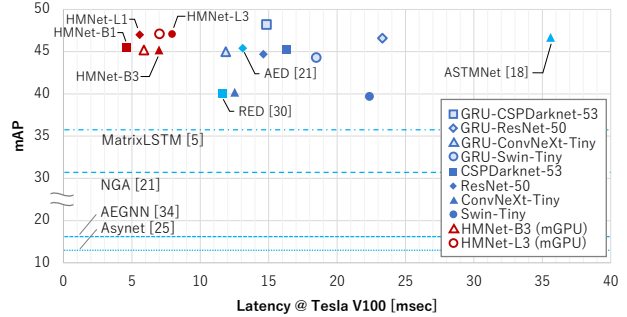 HMNet-L1
HMNet-L3
HMNet-B1
HMNet-B3
AED [21]
ASTMNet [18]
RED [30]
MatrixLSTM [5]
NGA [21]
AEGNN [34]
Asynet [25]
GRU-CSPDarknet-53
GRU-ResNet-50
GRU-ConvNeXt-Tiny
GRU-Swin-Tiny
CSPDarknet-53
ResNet-50
ConvNeXt-Tiny
Swin-Tiny
HMNet-B3 (mGPU)
HMNet-L3 (mGPU)
mAP
50
45
40
35
30
20
10
0 5 10 15 20 25 30 35 40
Latency @ Tesla V100 [msec]